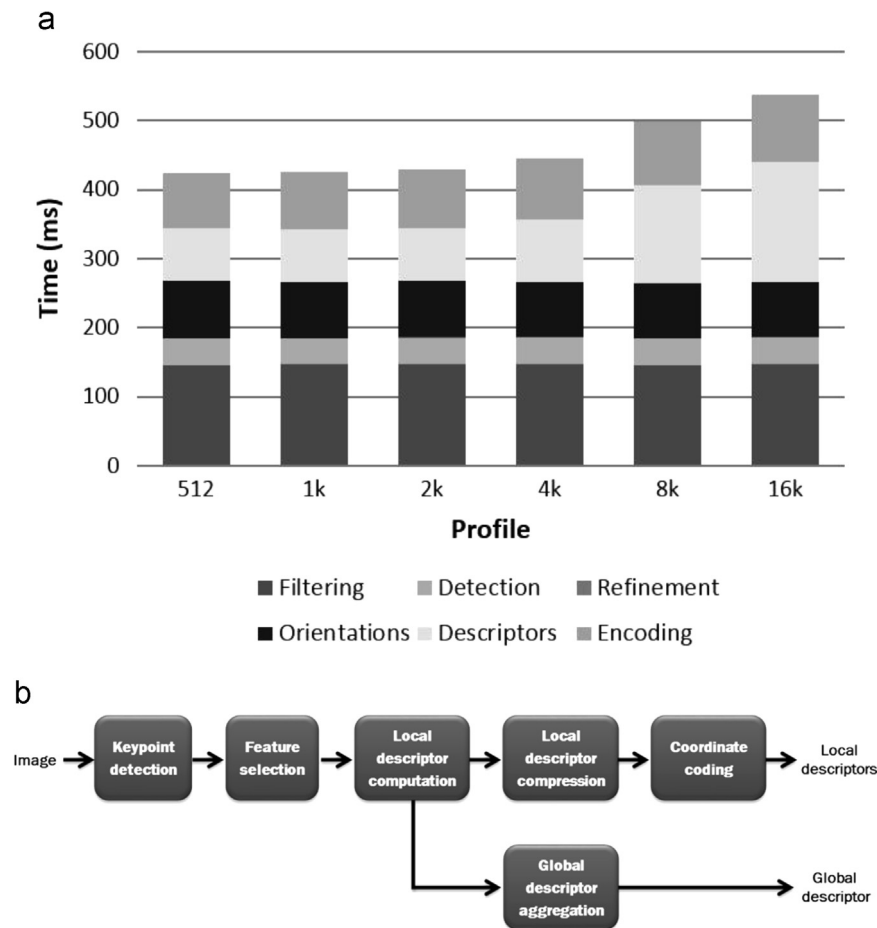 a
600
500
400
300
200
100
0
Time (ms)
512 1k 2k 4k 8k 16k
Profile
Filtering Detection Refinement
Orientations Descriptors Encoding
b
Image
Keypoint
detection
Feature
selection
Local
descriptor
computation
Local
descriptor
compression
Coordinate
coding
Local
descriptors
Global
descriptor
aggregation
Global
descriptor